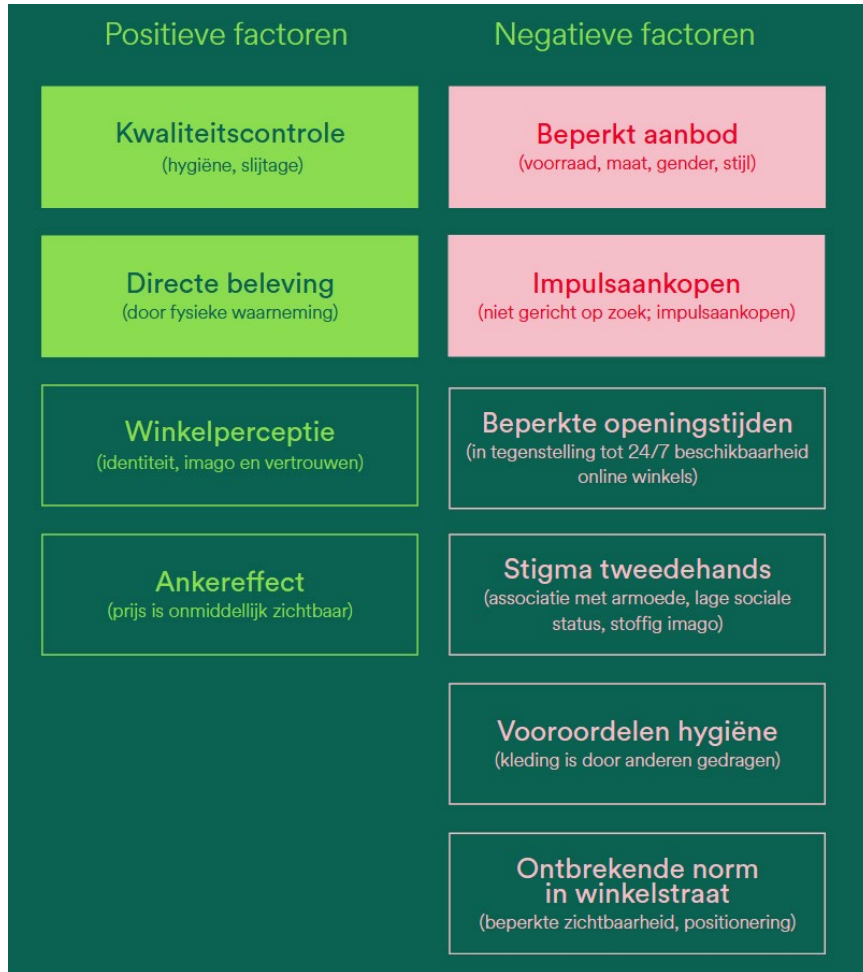 Positieve factoren
Negatieve factoren
Kwaliteitscontrole
(hygiëne, slijtage)
Beperkt aanbod
(voorraad, maat, gender, stijl)
Directe beleving
(door fysieke waarneming)
Impulsaankopen
(niet gericht op zoek; impulsaankopen)
Winkelperceptie
(identiteit, imago en vertrouwen)
Beperkte openingstijden
(in tegenstelling tot 24/7 beschikbaarheid
online winkels)
Ankereffect
(prijs is onmiddellijk zichtbaar)
Stigma tweedehands
(associatie met armoede, lage sociale
status, stoffig imago)
Vooroordelen hygiëne
(kleding is door anderen gedragen)
Ontbrekende norm
in winkelstraat
(beperkte zichtbaarheid, positionering)